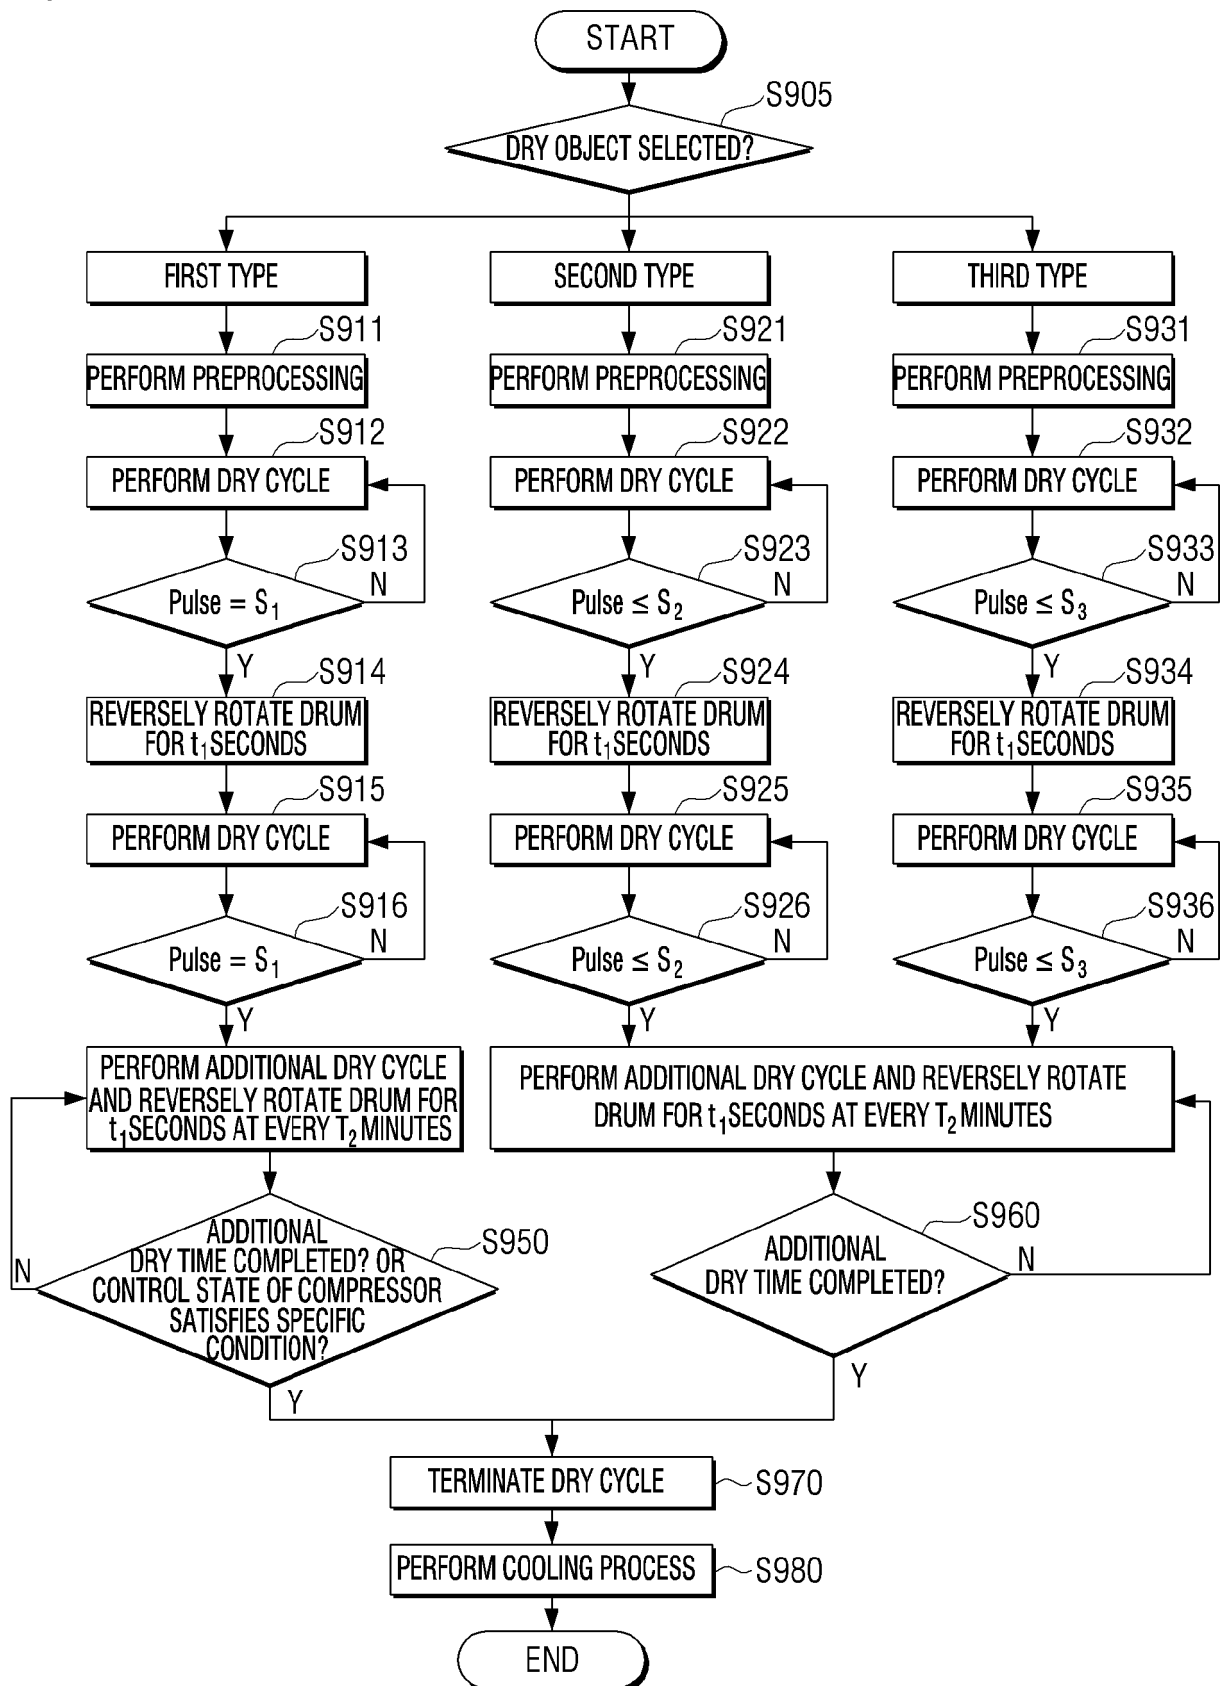 START
S905
DRY OBJECT SELECTED?
FIRST TYPE
SECOND TYPE
THIRD TYPE
S911
S921
S931
PERFORM PREPROCESSING
PERFORM PREPROCESSING
PERFORM PREPROCESSING
S912
S922
S932
PERFORM DRY CYCLE
PERFORM DRY CYCLE
PERFORM DRY CYCLE
S913
S923
S933
Pulse = S₁
N
Pulse ≤ S₂
N
Pulse ≤ S₃
N
Y
Y
Y
S914
S924
S934
REVERSELY ROTATE DRUM
FOR t₁ SECONDS
REVERSELY ROTATE DRUM
FOR t₁ SECONDS
REVERSELY ROTATE DRUM
FOR t₁ SECONDS
S915
S925
S935
PERFORM DRY CYCLE
PERFORM DRY CYCLE
PERFORM DRY CYCLE
S916
S926
S936
Pulse = S₁
N
Pulse ≤ S₂
N
Pulse ≤ S₃
N
Y
Y
Y
PERFORM ADDITIONAL DRY CYCLE
AND REVERSELY ROTATE DRUM FOR
t₁ SECONDS AT EVERY T₂ MINUTES
PERFORM ADDITIONAL DRY CYCLE AND REVERSELY ROTATE
DRUM FOR t₁ SECONDS AT EVERY T₂ MINUTES
S950
ADDITIONAL
DRY TIME COMPLETED? OR
CONTROL STATE OF COMPRESSOR
SATISFIES SPECIFIC
CONDITION?
N
Y
S960
ADDITIONAL
DRY TIME COMPLETED?
N
Y
TERMINATE DRY CYCLE
S970
PERFORM COOLING PROCESS
S980
END